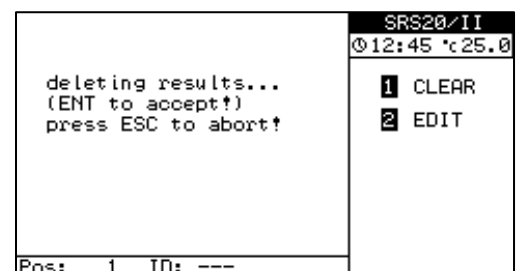 SRS20/II
12:45 °C 25.0
deleting results...
(ENT to accept!)
press ESC to abort!
1 CLEAR
2 EDIT
Pos: 1 ID: ---